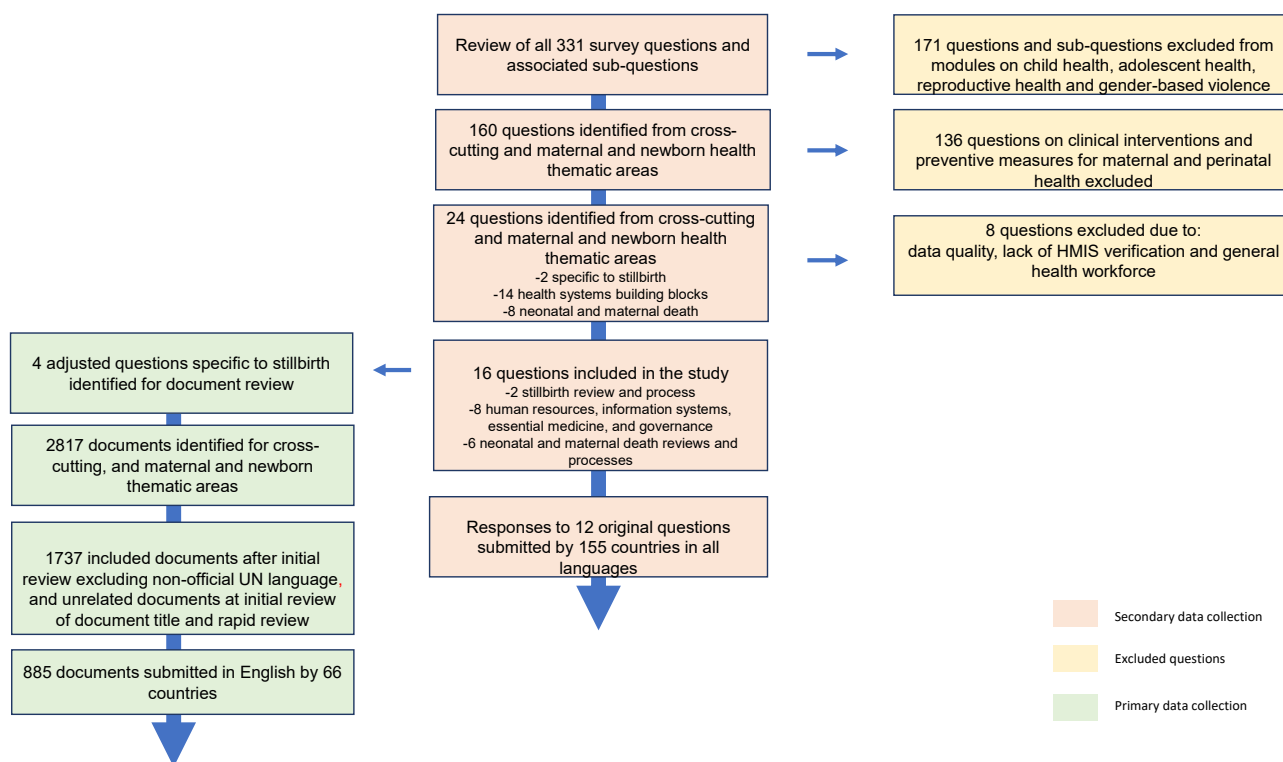 Review of all 331 survey questions and
associated sub-questions
171 questions and sub-questions excluded from
modules on child health, adolescent health,
reproductive health and gender-based violence
160 questions identified from cross-
cutting and maternal and newborn health
thematic areas
136 questions on clinical interventions and
preventive measures for maternal and perinatal
health excluded
24 questions identified from cross-cutting
and maternal and newborn health
thematic areas
-2 specific to stillbirth
-14 health systems building blocks
-8 neonatal and maternal death
8 questions excluded due to:
data quality, lack of HMIS verification and general
health workforce
4 adjusted questions specific to stillbirth
identified for document review
16 questions included in the study
-2 stillbirth review and process
-8 human resources, information systems,
essential medicine, and governance
-6 neonatal and maternal death reviews and
processes
2817 documents identified for cross-
cutting, and maternal and newborn
thematic areas
Responses to 12 original questions
submitted by 155 countries in all
languages
1737 included documents after initial
review excluding non-official UN language,
and unrelated documents at initial review
of document title and rapid review
885 documents submitted in English by 66
countries
Secondary data collection
Excluded questions
Primary data collection